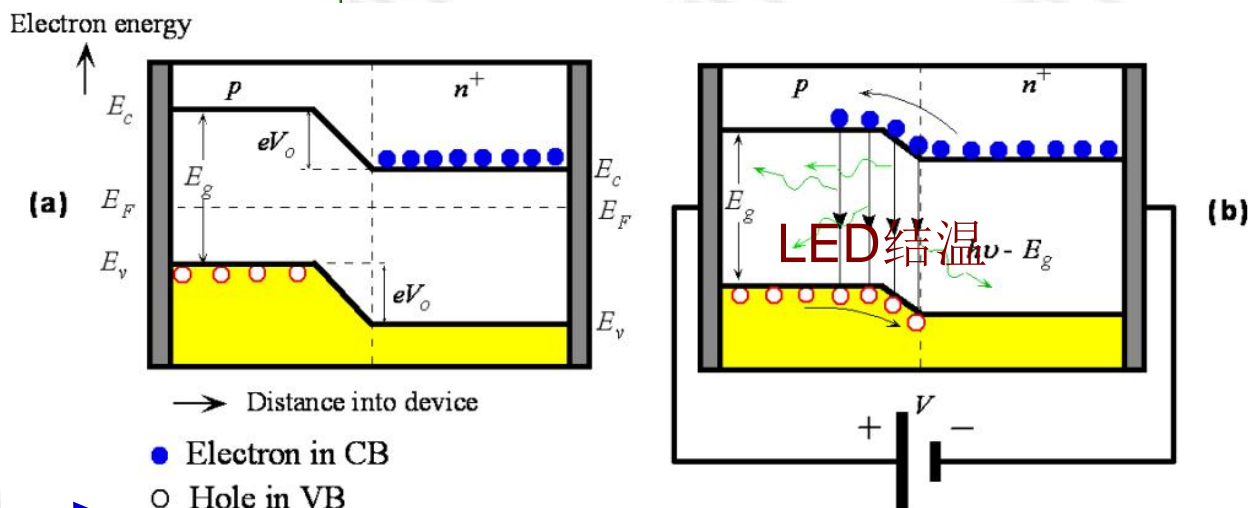 Electron energy
p
n+
p
n+
Ec
eVo
Ec
Eg
Eg
(a)
EF
EF
(b)
LED结温
hυ - Eg
Ev
eVo
Ev
Distance into device
V
+
−
Electron in CB
Hole in VB